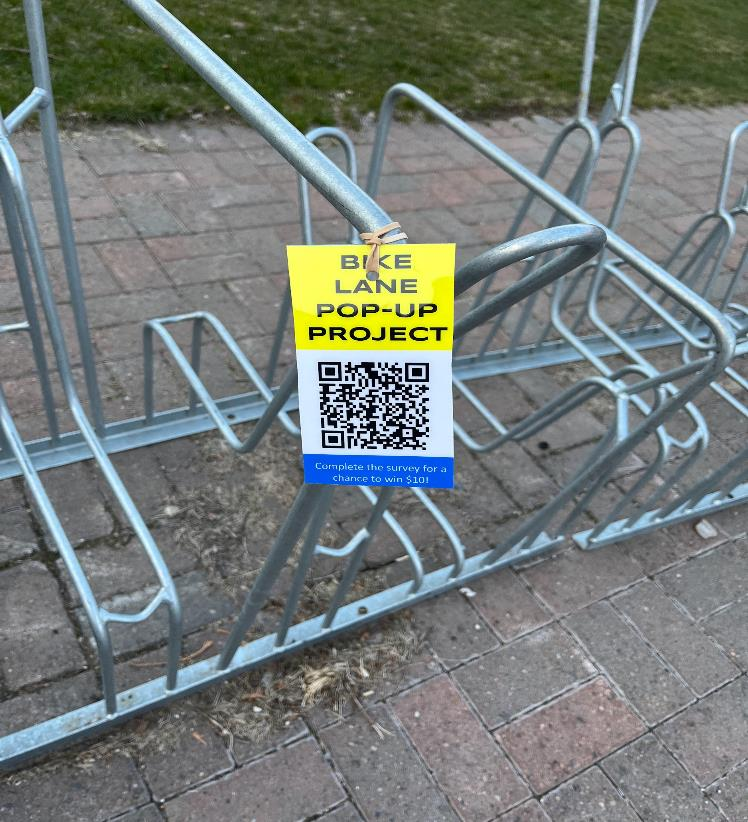 BIKE
LANE
POP-UP
PROJECT
Complete the survey for a
chance to win $10!